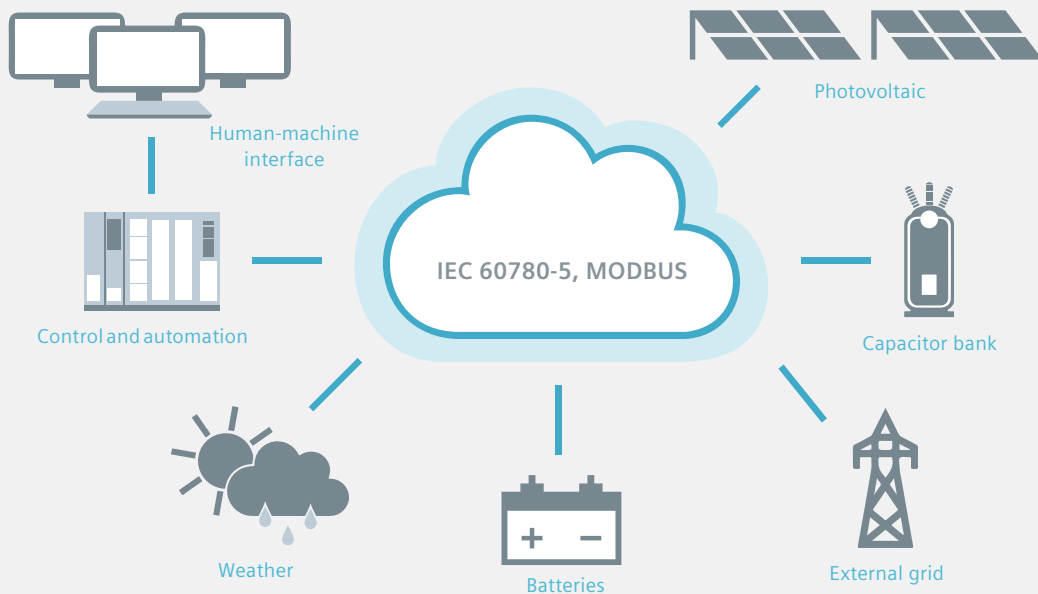 Photovoltaic
Human-machine
interface
IEC 60780-5, MODBUS
Control and automation
Capacitor bank
Weather
Batteries
External grid